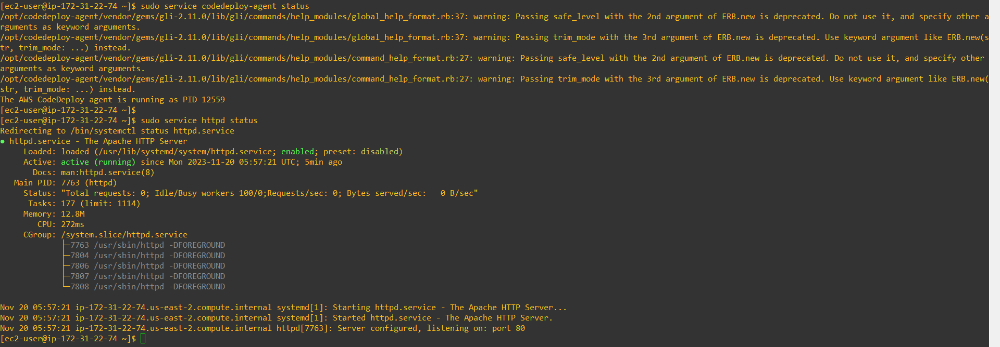 [ec2-user@ip-172-31-22-74 ~]$ sudo service codedeploy-agent status
/opt/codedeploy-agent/vendor/gems/gli-2.11.0/lib/gli/commands/help_modules/global_help_format.rb:37: warning: Passing safe_level with the 2nd argument of ERB.new is deprecated. Do not use it, and specify other a
rguments as keyword arguments.
/opt/codedeploy-agent/vendor/gems/gli-2.11.0/lib/gli/commands/help_modules/global_help_format.rb:37: warning: Passing trim_mode with the 3rd argument of ERB.new is deprecated. Use keyword argument like ERB.new(s
tr, trim_mode: ...) instead.
/opt/codedeploy-agent/vendor/gems/gli-2.11.0/lib/gli/commands/help_modules/command_help_format.rb:27: warning: Passing safe_level with the 2nd argument of ERB.new is deprecated. Do not use it, and specify other
arguments as keyword arguments.
/opt/codedeploy-agent/vendor/gems/gli-2.11.0/lib/gli/commands/help_modules/command_help_format.rb:27: warning: Passing trim_mode with the 3rd argument of ERB.new is deprecated. Use keyword argument like ERB.new(
str, trim_mode: ...) instead.
The AWS CodeDeploy agent is running as PID 12559
[ec2-user@ip-172-31-22-74 ~]$
[ec2-user@ip-172-31-22-74 ~]$ sudo service httpd status
Redirecting to /bin/systemctl status httpd.service
● httpd.service - The Apache HTTP Server
     Loaded: loaded (/usr/lib/systemd/system/httpd.service; enabled; preset: disabled)
     Active: active (running) since Mon 2023-11-20 05:57:21 UTC; 5min ago
       Docs: man:httpd.service(8)
   Main PID: 7763 (httpd)
     Status: "Total requests: 0; Idle/Busy workers 100/0;Requests/sec: 0; Bytes served/sec:   0 B/sec"
      Tasks: 177 (limit: 1114)
     Memory: 12.8M
        CPU: 272ms
     CGroup: /system.slice/httpd.service
             ├─7763 /usr/sbin/httpd -DFOREGROUND
             ├─7804 /usr/sbin/httpd -DFOREGROUND
             ├─7806 /usr/sbin/httpd -DFOREGROUND
             ├─7807 /usr/sbin/httpd -DFOREGROUND
             └─7808 /usr/sbin/httpd -DFOREGROUND
Nov 20 05:57:21 ip-172-31-22-74.us-east-2.compute.internal systemd[1]: Starting httpd.service - The Apache HTTP Server...
Nov 20 05:57:21 ip-172-31-22-74.us-east-2.compute.internal systemd[1]: Started httpd.service - The Apache HTTP Server.
Nov 20 05:57:21 ip-172-31-22-74.us-east-2.compute.internal httpd[7763]: Server configured, listening on: port 80
[ec2-user@ip-172-31-22-74 ~]$